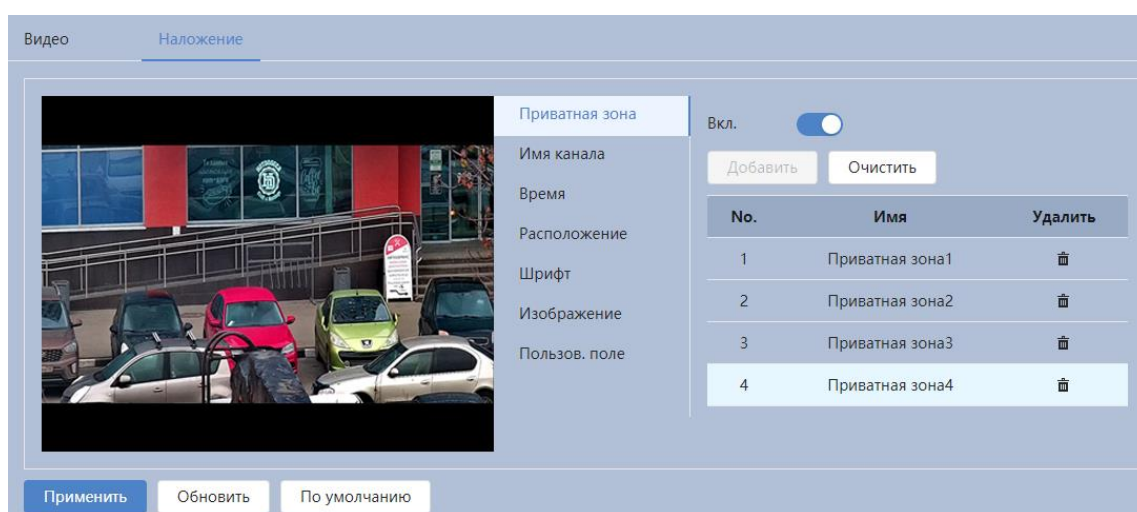 Видео Наложение
Приватная зона
Имя канала
Время
Расположение
Шрифт
Изображение
Пользов. поле
Вкл.
Добавить Очистить
No. Имя Удалить
1 Приватная зона1
2 Приватная зона2
3 Приватная зона3
4 Приватная зона4
Применить Обновить По умолчанию